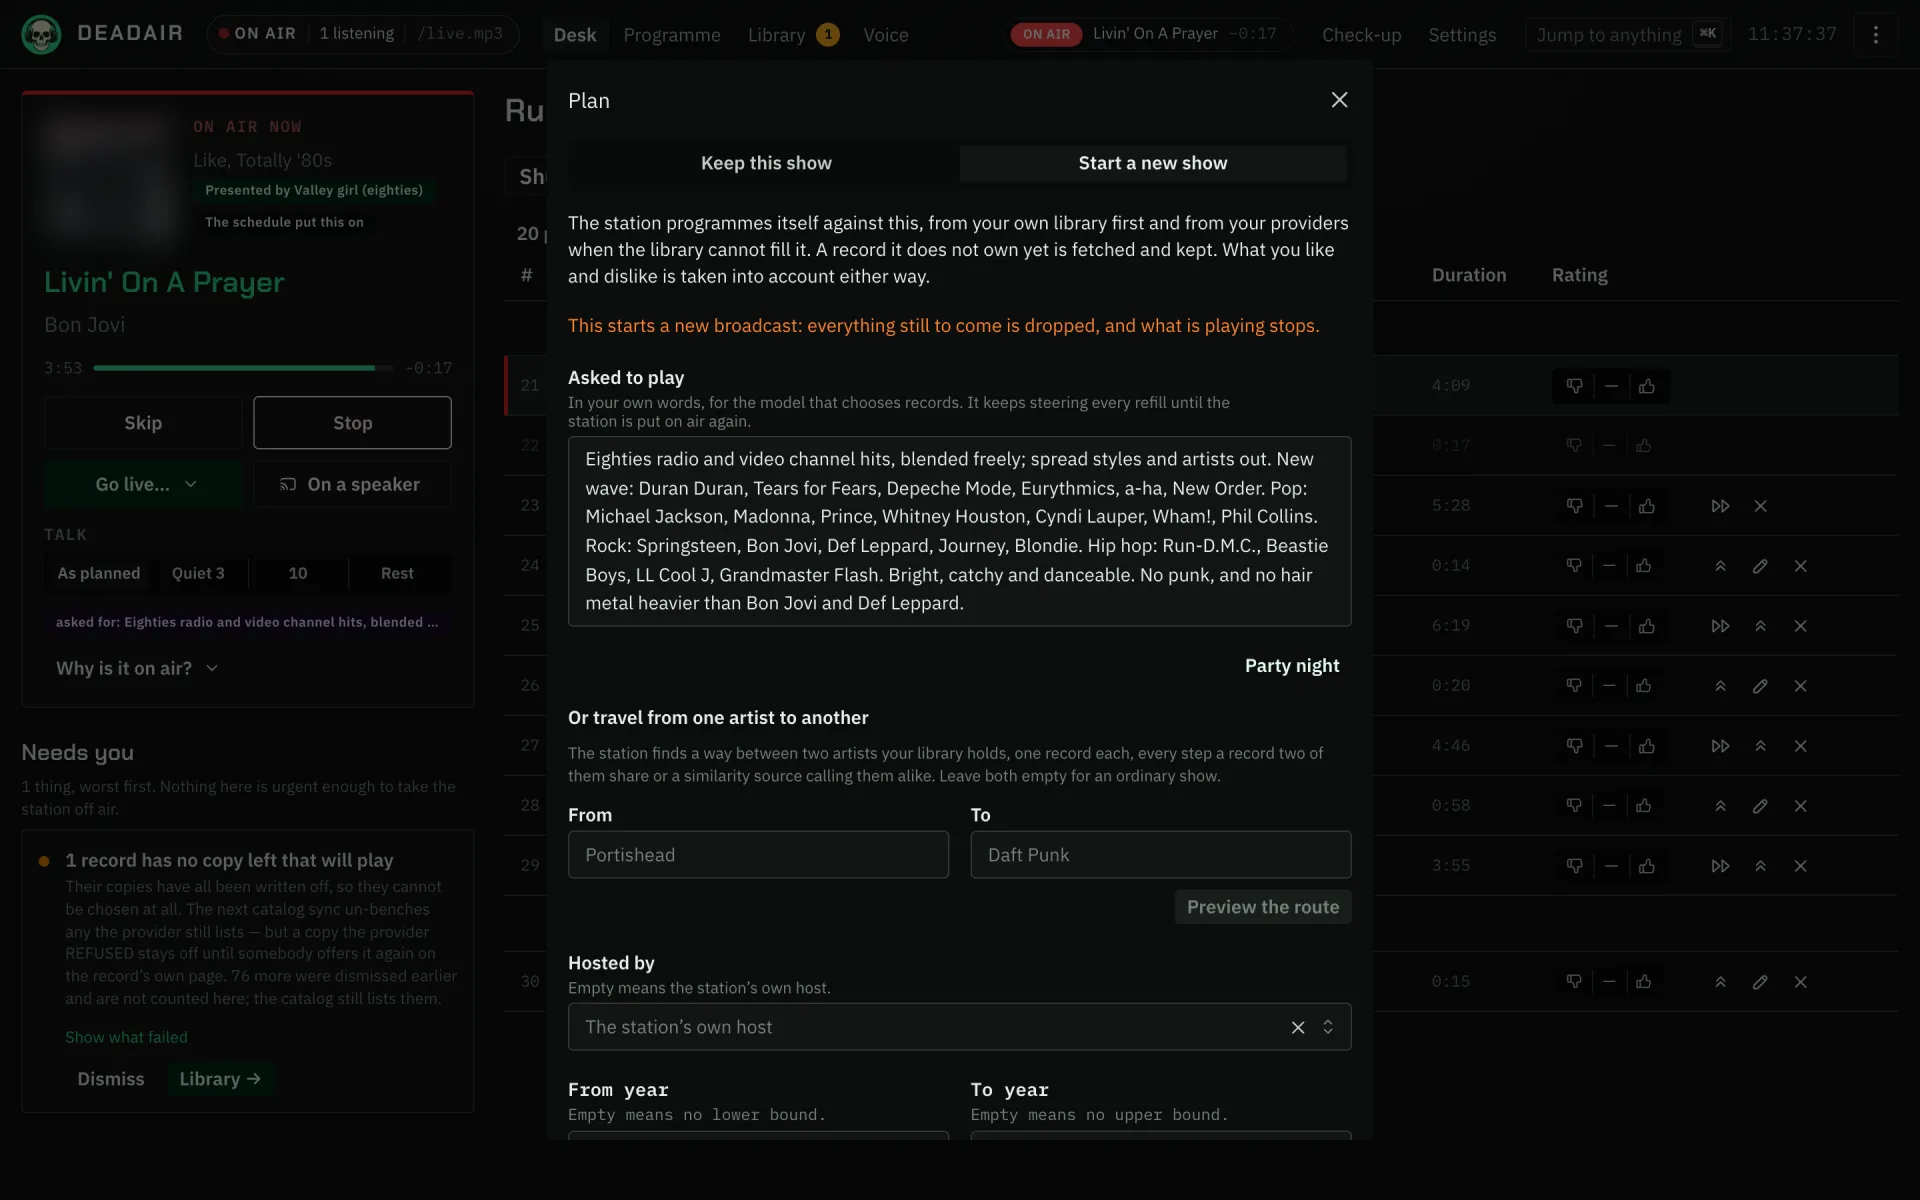 DEADAIR
ON AIR
1 listening
/live.mp3
Desk
Programme
Library 1
Voice
ON AIR
Livin' On A Prayer -0:17
Check-up
Settings
Jump to anything ⌘K
11:37:37
ON AIR NOW
Like, Totally '80s
Presented by Valley girl (eighties)
The schedule put this on
Livin' On A Prayer
Bon Jovi
3:53 -0:17
Skip
Stop
Go live...
On a speaker
TALK
As planned
Quiet 3
10
Rest
asked for: Eighties radio and video channel hits, blended ...
Why is it on air?
Needs you
1 thing, worst first. Nothing here is urgent enough to take the
station off air.
1 record has no copy left that will play
Their copies have all been written off, so they cannot
be chosen at all. The next catalog sync un-benches
any the provider still lists — but a copy the provider
REFUSED stays off until somebody offers it again on
the record's own page. 76 more were dismissed earlier
and are not counted here; the catalog still lists them.
Show what failed
Dismiss
Library →
Plan
Keep this show
Start a new show
The station programmes itself against this, from your own library first and from your providers
when the library cannot fill it. A record it does not own yet is fetched and kept. What you like
and dislike is taken into account either way.
This starts a new broadcast: everything still to come is dropped, and what is playing stops.
Asked to play
In your own words, for the model that chooses records. It keeps steering every refill until the
station is put on air again.
Eighties radio and video channel hits, blended freely; spread styles and artists out. New
wave: Duran Duran, Tears for Fears, Depeche Mode, Eurythmics, a-ha, New Order. Pop:
Michael Jackson, Madonna, Prince, Whitney Houston, Cyndi Lauper, Wham!, Phil Collins.
Rock: Springsteen, Bon Jovi, Def Leppard, Journey, Blondie. Hip hop: Run-D.M.C., Beastie
Boys, LL Cool J, Grandmaster Flash. Bright, catchy and danceable. No punk, and no hair
metal heavier than Bon Jovi and Def Leppard.
Party night
Or travel from one artist to another
The station finds a way between two artists your library holds, one record each, every step a record two of
them share or a similarity source calling them alike. Leave both empty for an ordinary show.
From
To
Portishead
Daft Punk
Preview the route
Hosted by
Empty means the station's own host.
The station's own host
From year
To year
Empty means no lower bound.
Empty means no upper bound.
Ru
Sh
20
#
Duration
Rating
21 4:09
22 0:17
23 5:28
24 0:14
25 6:19
26 0:20
27 4:46
28 0:58
29 3:55
30 0:15